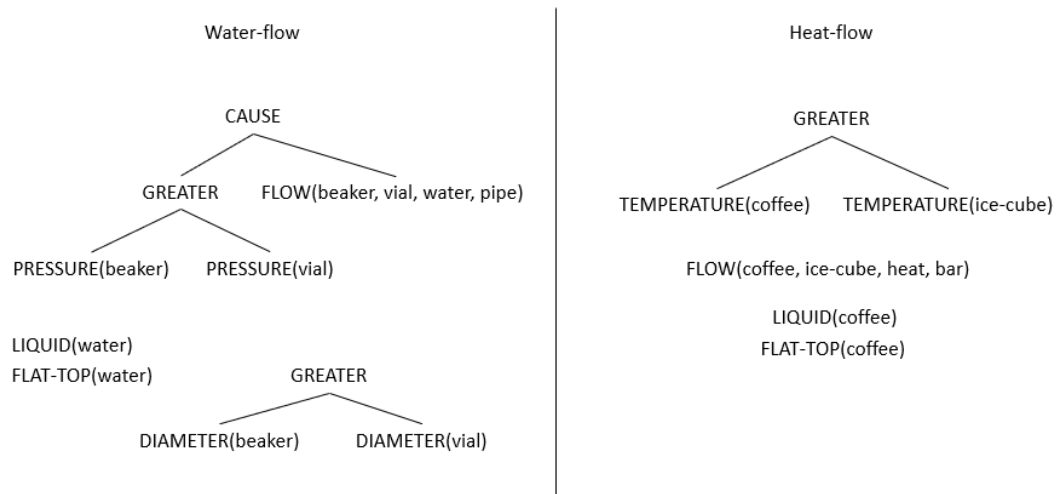 Water-flow
CAUSE
GREATER FLOW(beaker, vial, water, pipe)
PRESSURE(beaker) PRESSURE(vial)
LIQUID(water)
FLAT-TOP(water) GREATER
DIAMETER(beaker) DIAMETER(vial)
Heat-flow
GREATER
TEMPERATURE(coffee) TEMPERATURE(ice-cube)
FLOW(coffee, ice-cube, heat, bar)
LIQUID(coffee)
FLAT-TOP(coffee)